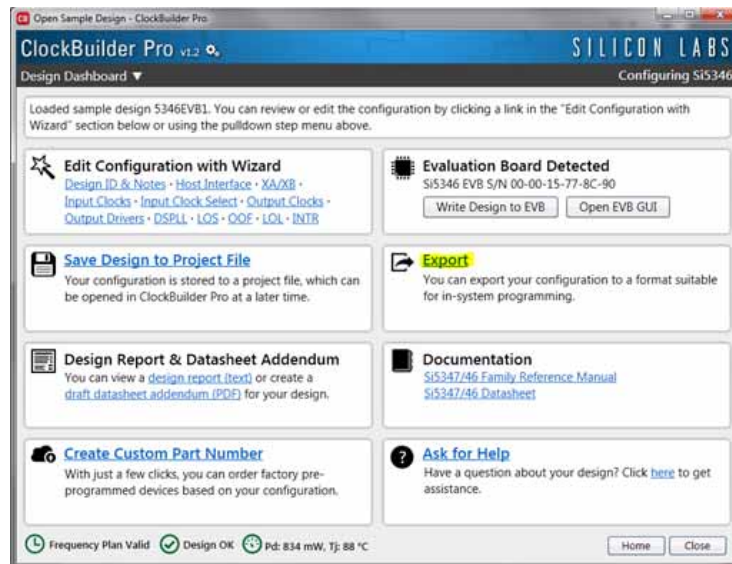 Open Sample Design - ClockBuilder Pro
ClockBuilder Pro v1.2
SILICON LABS
Design Dashboard ▼
Configuring Si5346
Loaded sample design 5346EVB1. You can review or edit the configuration by clicking a link in the "Edit Configuration with
Wizard" section below or using the pulldown step menu above.
Edit Configuration with Wizard
Design ID & Notes · Host Interface · XA/XB ·
Input Clocks · Input Clock Select · Output Clocks ·
Output Drivers · DSPLL · LOS · OOF · LOL · INTR
Evaluation Board Detected
Si5346 EVB S/N 00-00-15-77-8C-90
Write Design to EVB
Open EVB GUI
Save Design to Project File
Your configuration is stored to a project file, which can
be opened in ClockBuilder Pro at a later time.
Export
You can export your configuration to a format suitable
for in-system programming.
Design Report & Datasheet Addendum
You can view a design report (text) or create a
draft datasheet addendum (PDF) for your design.
Documentation
Si5347/46 Family Reference Manual
Si5347/46 Datasheet
Create Custom Part Number
With just a few clicks, you can order factory pre-
programmed devices based on your configuration.
Ask for Help
Have a question about your design? Click here to get
assistance.
Frequency Plan Valid
Design OK
Pd: 834 mW, Tj: 88 °C
Home
Close